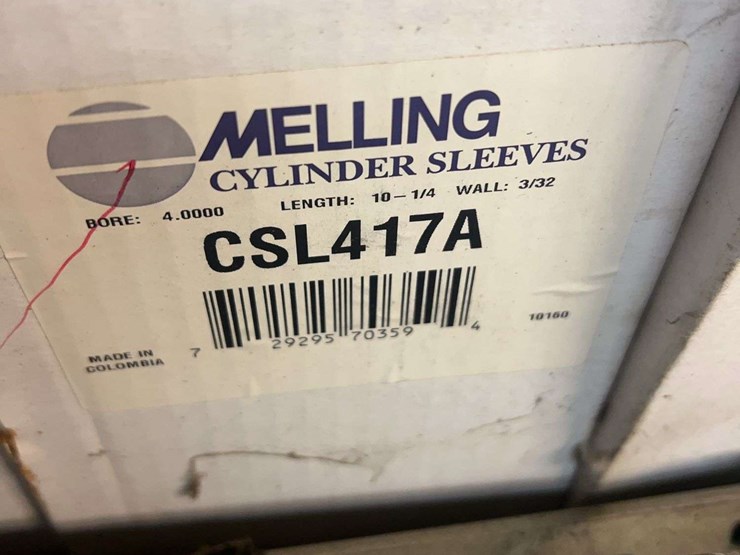 MELLING
CYLINDER SLEEVES
BORE: 4.0000 LENGTH: 10-1/4 WALL: 3/32
CSL417A
7 29295 70359 4
10160
MADE IN
COLOMBIA